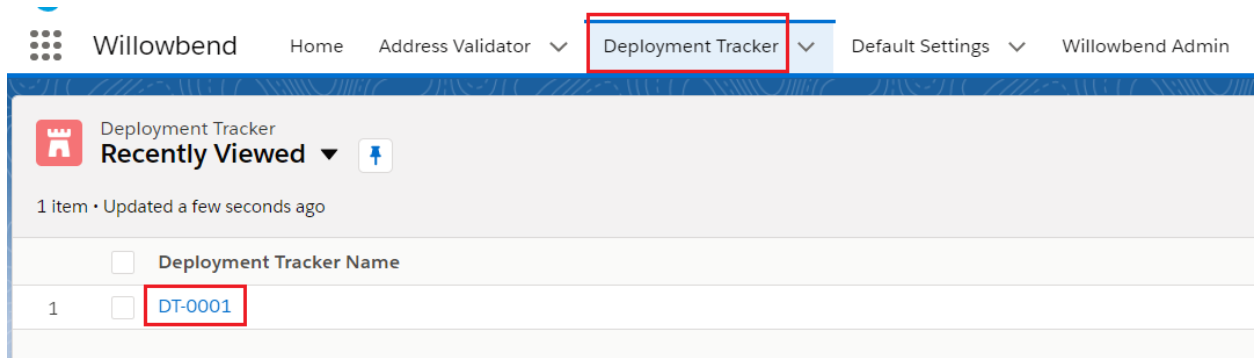 Willowbend Home Address Validator Deployment Tracker Default Settings Willowbend Admin
Deployment Tracker
Recently Viewed
1 item • Updated a few seconds ago
Deployment Tracker Name
1 DT-0001